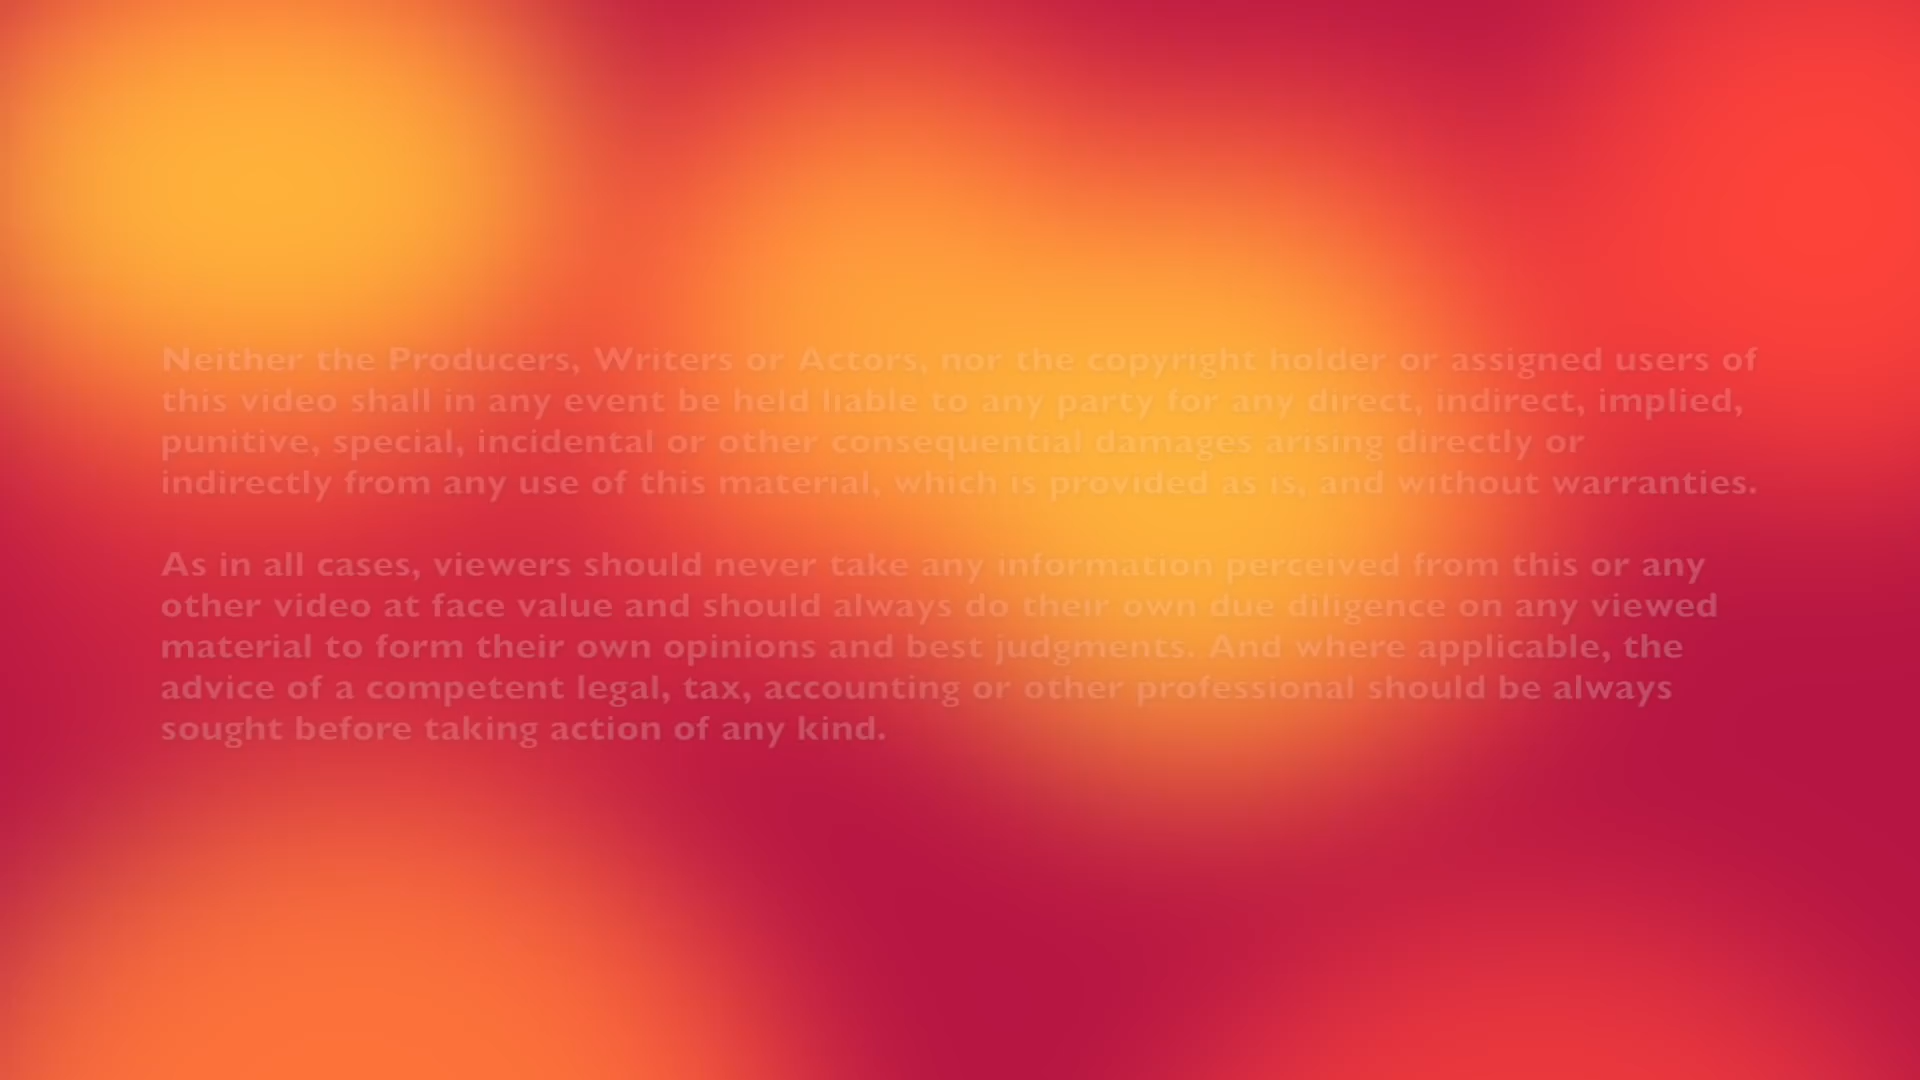 Neither the Producers, Writers or Actors, nor the copyright holder or assigned users of
this video shall in any event be held liable to any party for any direct, indirect, implied,
punitive, special, incidental or other consequential damages arising directly or
indirectly from any use of this material, which is provided as is, and without warranties.
As in all cases, viewers should never take any information perceived from this or any
other video at face value and should always do their own due diligence on any viewed
material to form their own opinions and best judgments. And where applicable, the
advice of a competent legal, tax, accounting or other professional should be always
sought before taking action of any kind.